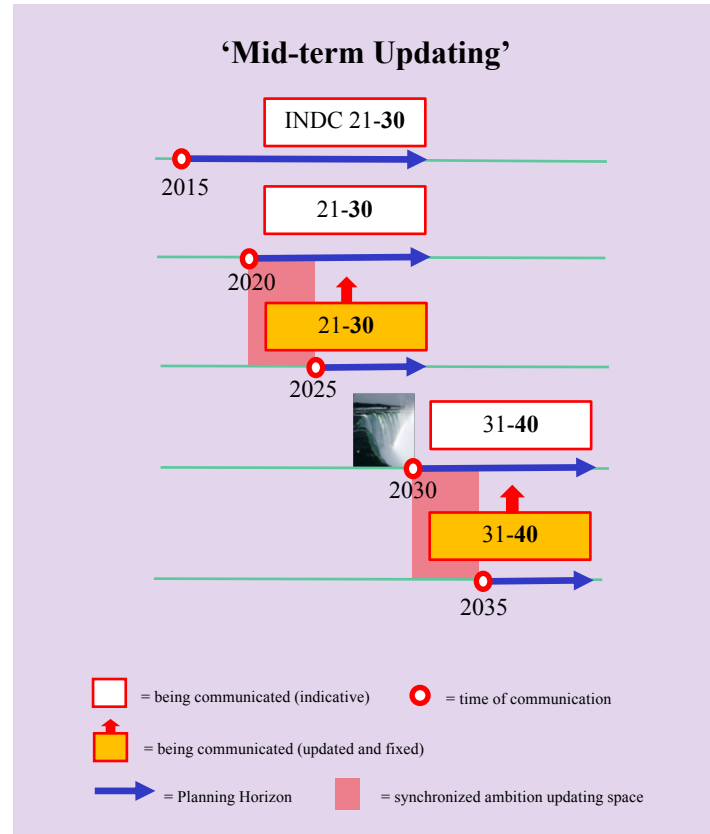 ‘Mid-term Updating’
INDC 21-30
2015
21-30
2020
21-30
2025
31-40
2030
31-40
2035
= being communicated (indicative)
= time of communication
= being communicated (updated and fixed)
= Planning Horizon
= synchronized ambition updating space